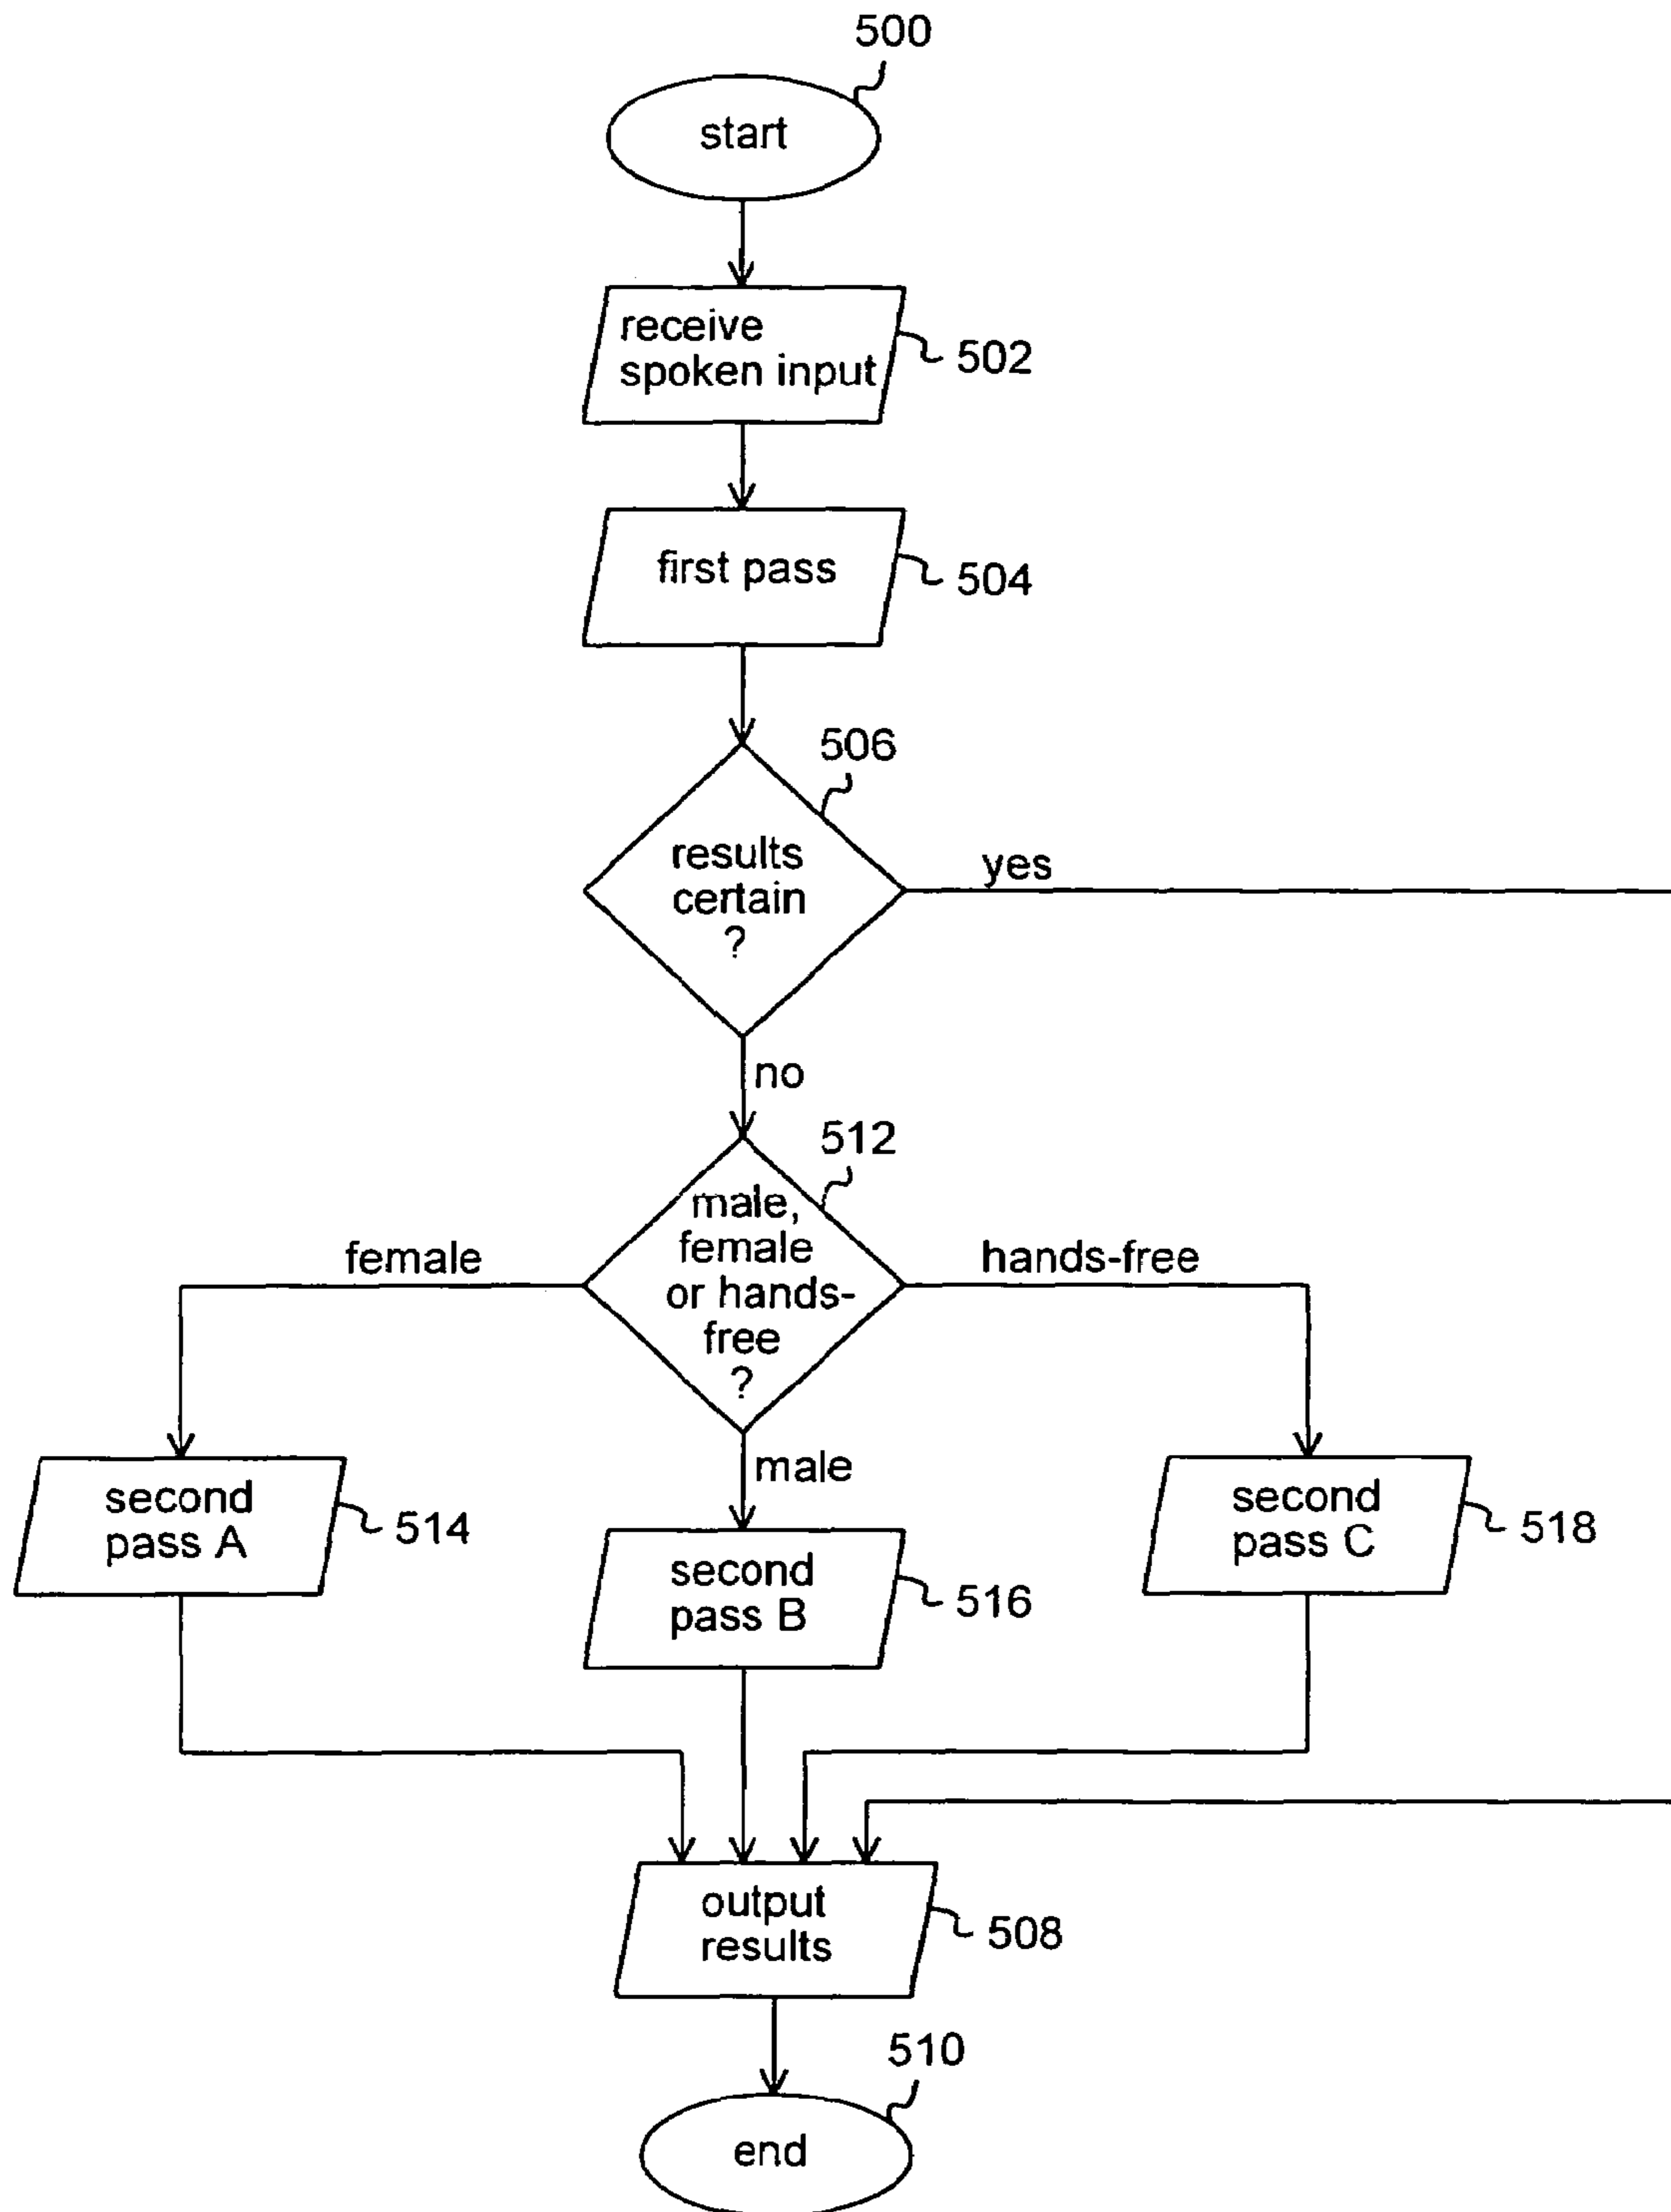 500
start
receive
spoken input
502
first pass
504
506
results
certain
?
yes
no
512
male,
female
or hands-
free
?
female
hands-free
male
second
pass A
514
second
pass B
516
second
pass C
518
output
results
508
510
end